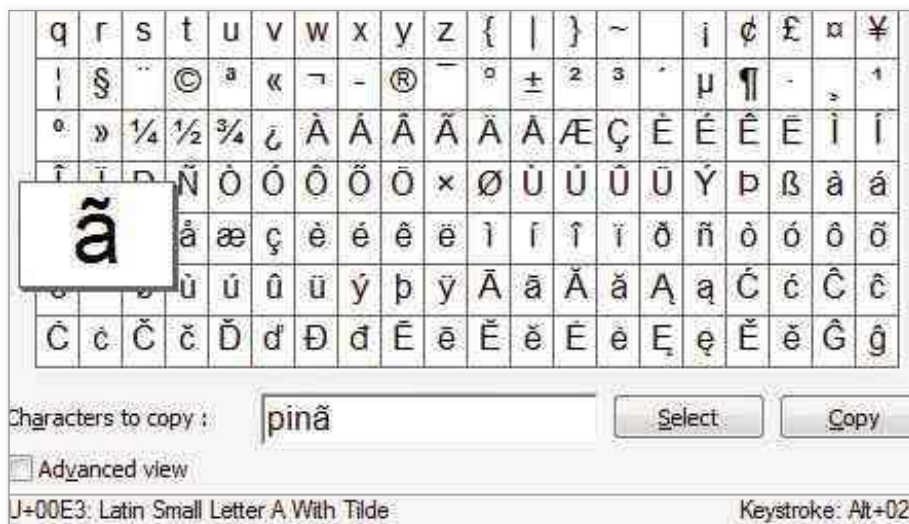 q r s t u v w x y z { | } ~ ¡ ¢ £ ¤ ¥
¦ § ¨ © ª « ¬ - ® ¯ ° ± ² ³ ´ µ ¶ · ¸ ¹
º » ¼ ½ ¾ ¿ À Á Â Ã Ä Å Æ Ç È É Ê Ë Ì Í
Î Ï Ð Ñ Ò Ó Ô Õ Ö × Ø Ù Ú Û Ü Ý Þ ß à á
ã
å æ ç è é ê ë ì í î ï ð ñ ò ó ô õ
ù ú û ü ý þ ÿ Ā ā Ă ă Ą ą Ć ć Ĉ ĉ
Ċ ċ Č č Ď ď Đ đ Ē ē Ĕ ĕ Ė ė Ę ę Ě ě Ĝ ĝ
Characters to copy : pinã Select Copy
Advanced view
U+00E3: Latin Small Letter A With Tilde Keystroke: Alt+02